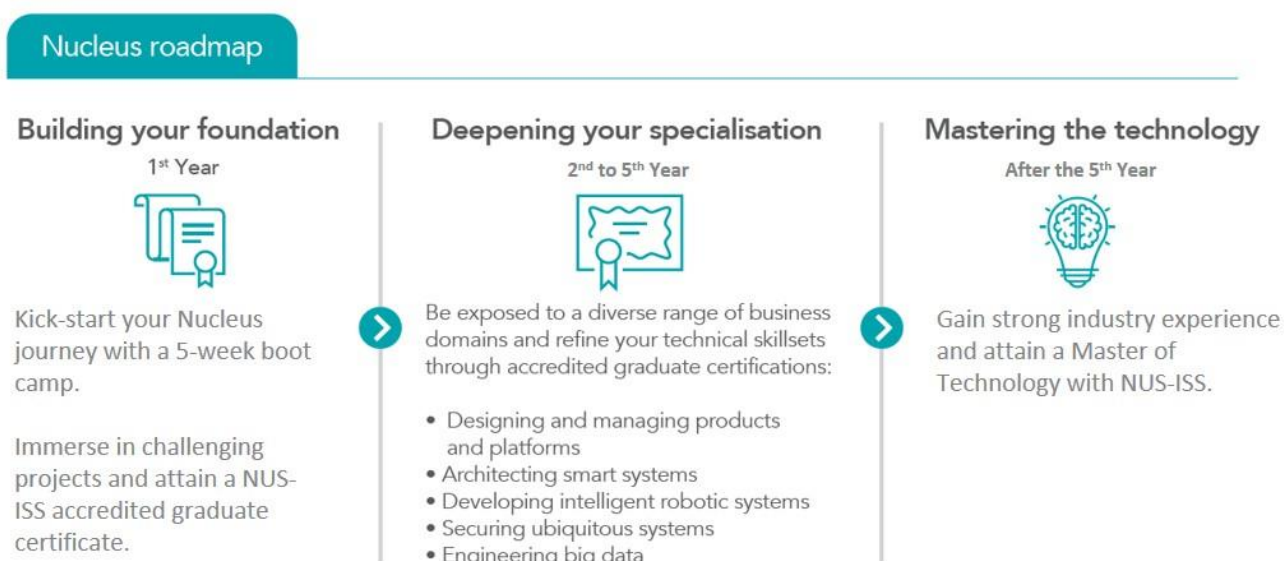 Nucleus roadmap
Building your foundation
1st Year
Kick-start your Nucleus
journey with a 5-week boot
camp.
Immerse in challenging
projects and attain a NUS-
ISS accredited graduate
certificate.
Deepening your specialisation
2nd to 5th Year
Be exposed to a diverse range of business
domains and refine your technical skillsets
through accredited graduate certifications:
• Designing and managing products
and platforms
• Architecting smart systems
• Developing intelligent robotic systems
• Securing ubiquitous systems
• Engineering big data
Mastering the technology
After the 5th Year
Gain strong industry experience
and attain a Master of
Technology with NUS-ISS.